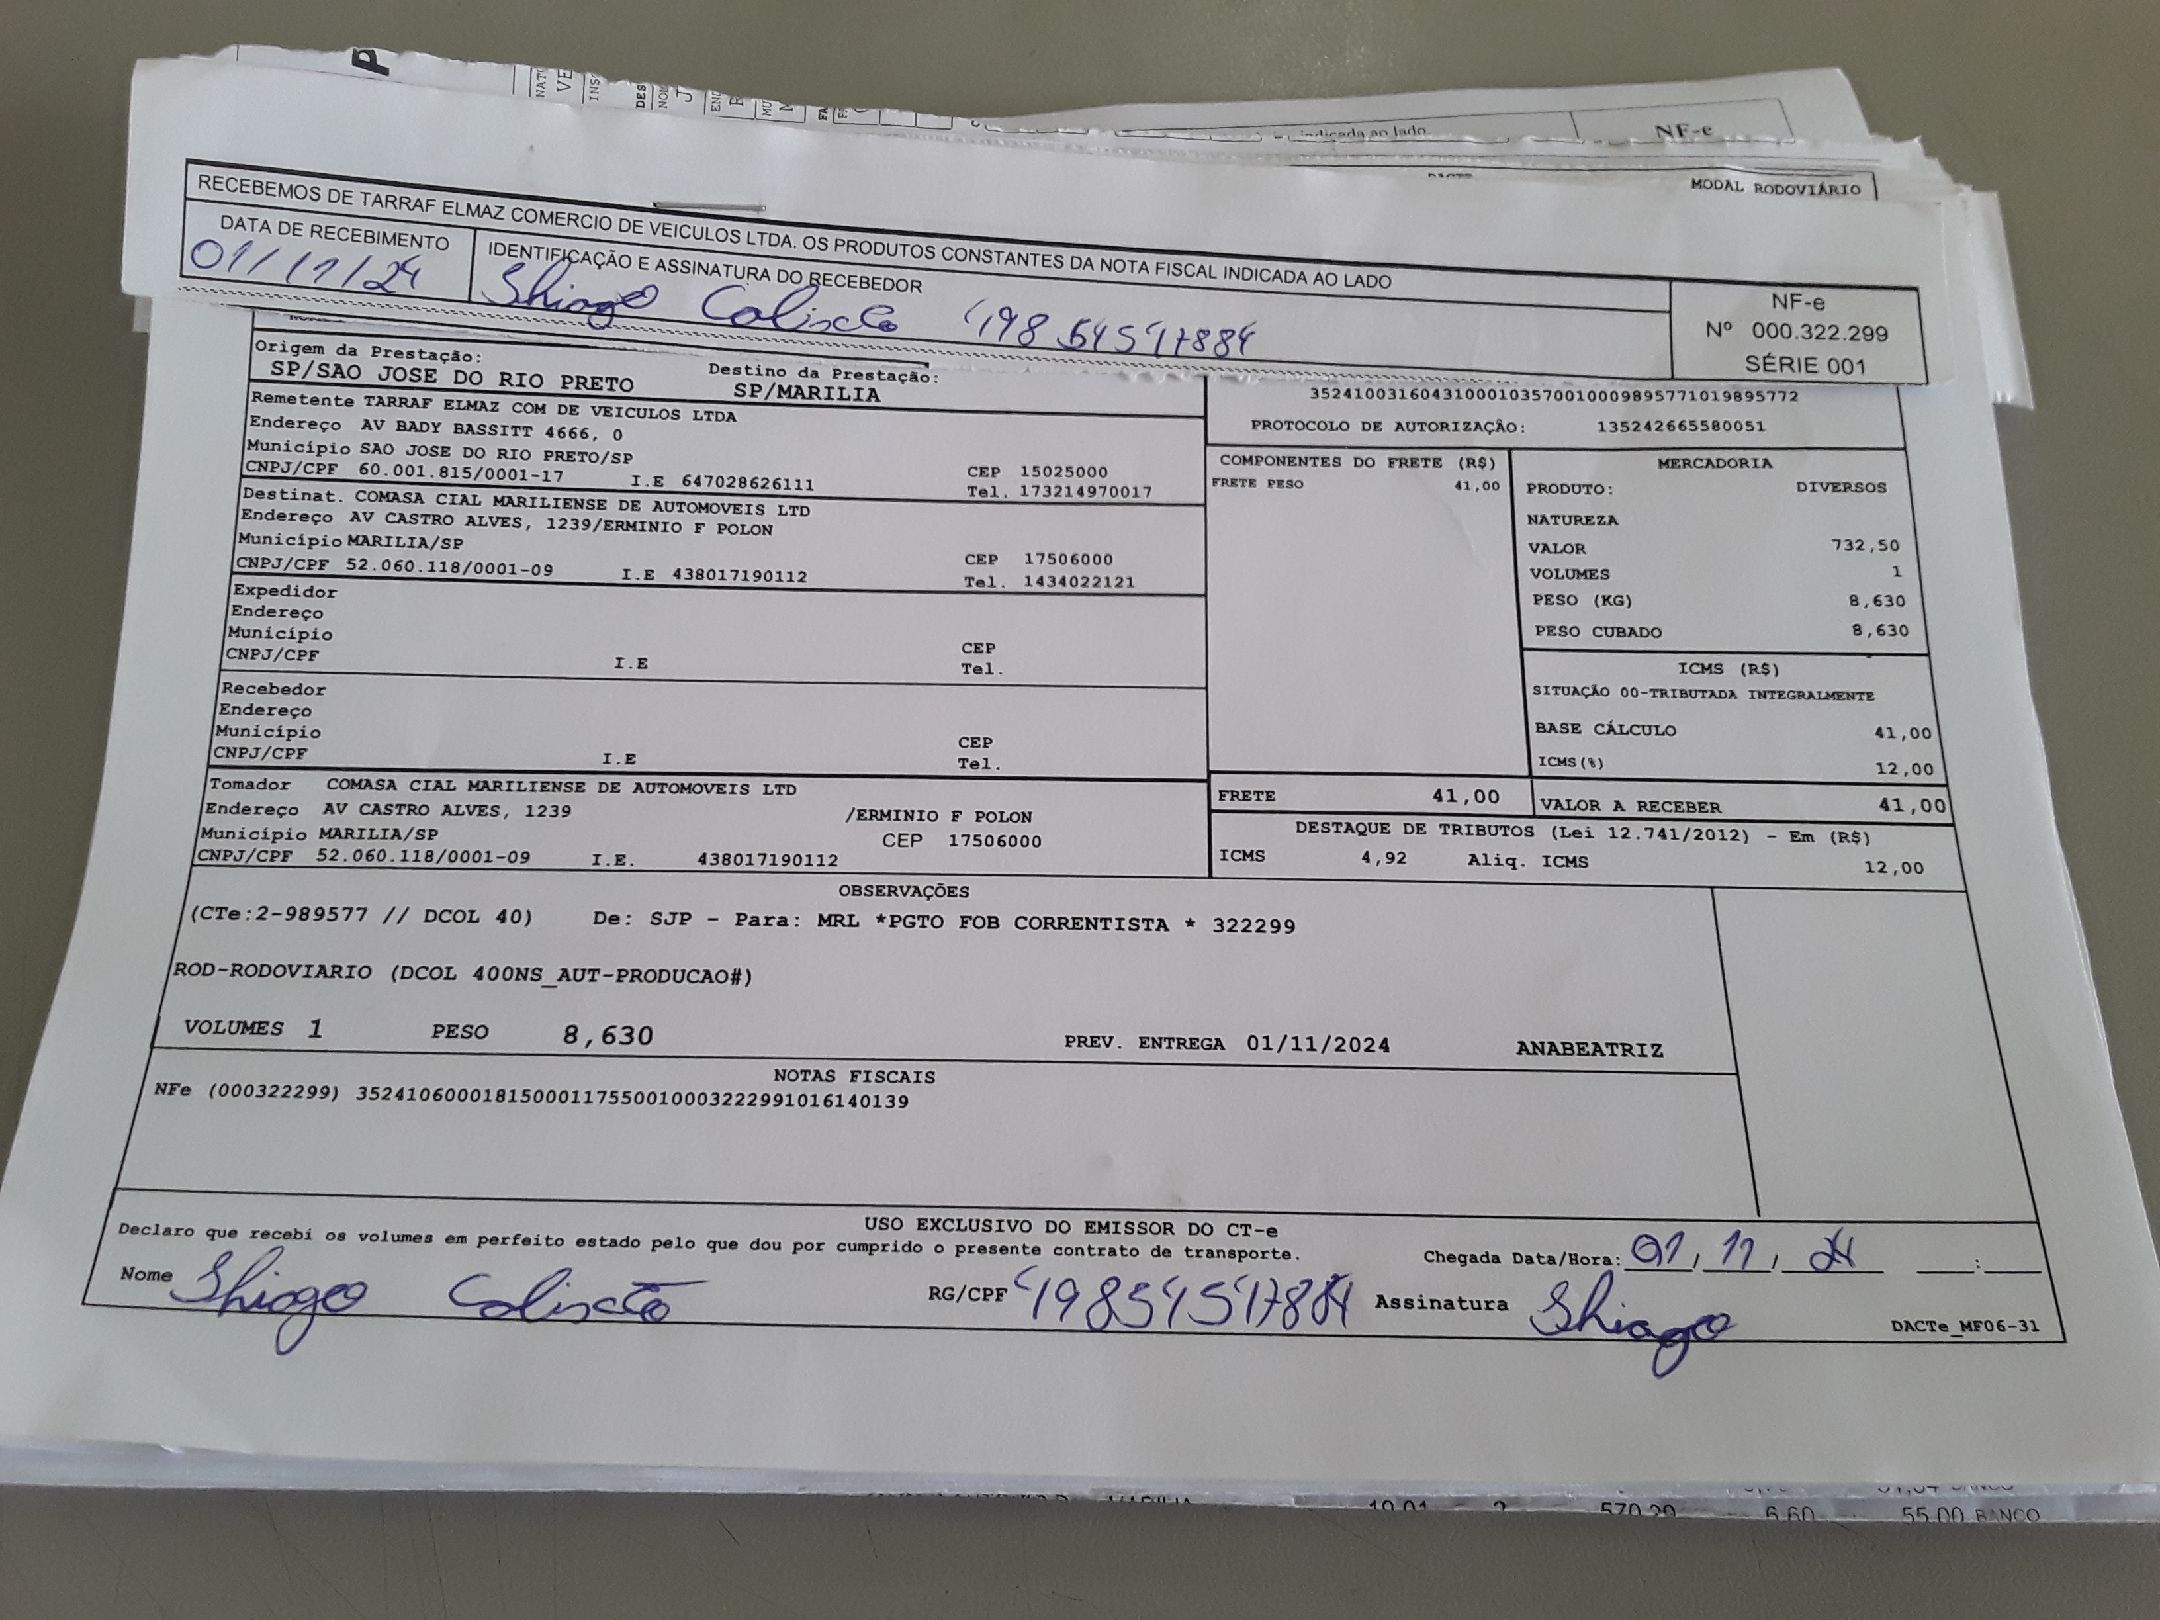 NF-e
indicada ao lado.
MODAL RODOVIÁRIO
RECEBEMOS DE TARRAF ELMAZ COMERCIO DE VEICULOS LTDA. OS PRODUTOS CONSTANTES DA NOTA FISCAL INDICADA AO LADO
DATA DE RECEBIMENTO
01/11/24
IDENTIFICAÇÃO E ASSINATURA DO RECEBEDOR
NF-e
Nº 000.322.299
SÉRIE 001
Origem da Prestação:
SP/SAO JOSE DO RIO PRETO
Destino da Prestação:
SP/MARILIA
35241003160431000103570010009895771019895772
PROTOCOLO DE AUTORIZAÇÃO: 135242665580051
Remetente TARRAF ELMAZ COM DE VEICULOS LTDA
Endereço AV BADY BASSITT 4666, 0
Município SAO JOSE DO RIO PRETO/SP
CEP 15025000
CNPJ/CPF 60.001.815/0001-17 I.E 647028626111 Tel. 173214970017
Destinat. COMASA CIAL MARILIENSE DE AUTOMOVEIS LTD
Endereço AV CASTRO ALVES, 1239/ERMINIO F POLON
Município MARILIA/SP CEP 17506000
CNPJ/CPF 52.060.118/0001-09 I.E 438017190112 Tel. 1434022121
Expedidor
Endereço
Município CEP
CNPJ/CPF I.E Tel.
Recebedor
Endereço
Município CEP
CNPJ/CPF I.E Tel.
Tomador COMASA CIAL MARILIENSE DE AUTOMOVEIS LTD
Endereço AV CASTRO ALVES, 1239 /ERMINIO F POLON
Município MARILIA/SP CEP 17506000
CNPJ/CPF 52.060.118/0001-09 I.E. 438017190112
COMPONENTES DO FRETE (R$)
FRETE PESO 41,00
MERCADORIA
PRODUTO: DIVERSOS
NATUREZA
VALOR 732,50
VOLUMES 1
PESO (KG) 8,630
PESO CUBADO 8,630
ICMS (R$)
SITUAÇÃO 00-TRIBUTADA INTEGRALMENTE
BASE CÁLCULO 41,00
ICMS(%) 12,00
FRETE 41,00 VALOR A RECEBER 41,00
DESTAQUE DE TRIBUTOS (Lei 12.741/2012) - Em (R$)
ICMS 4,92 Aliq. ICMS 12,00
OBSERVAÇÕES
(CTe:2-989577 // DCOL 40) De: SJP - Para: MRL *PGTO FOB CORRENTISTA * 322299
ROD-RODOVIARIO (DCOL 400NS_AUT-PRODUCAO#)
VOLUMES 1 PESO 8,630 PREV. ENTREGA 01/11/2024 ANABEATRIZ
NOTAS FISCAIS
NFe (000322299) 35241060001815000117550010003222991016140139
USO EXCLUSIVO DO EMISSOR DO CT-e
Declaro que recebi os volumes em perfeito estado pelo que dou por cumprido o presente contrato de transporte.
Chegada Data/Hora: 01/11/24 :
Nome
RG/CPF
Assinatura
DACTe_MF06-31
570,20 6,60 55,00 BANCO